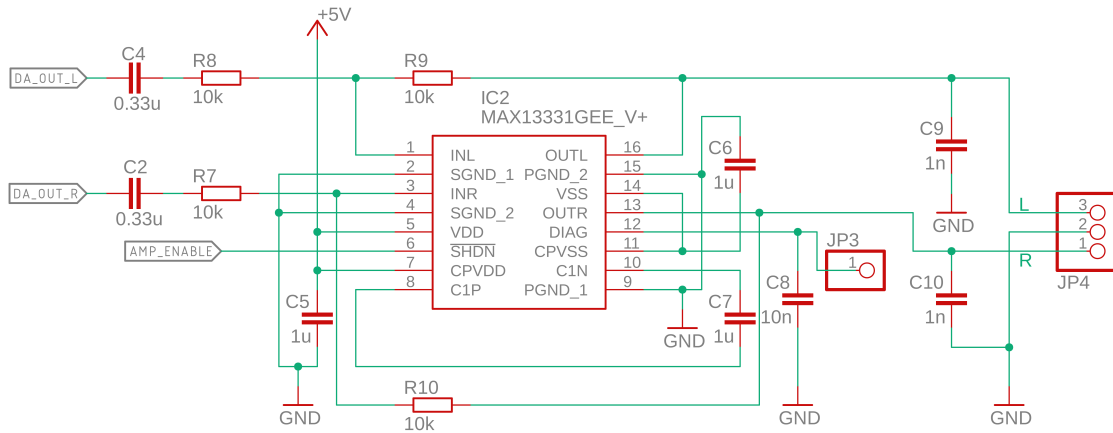 +5V
C4
R8
R9
DA_OUT_L
0.33u
10k
10k
IC2
MAX13331GEE_V+
C2
R7
DA_OUT_R
0.33u
10k
AMP_ENABLE
1 INL OUTL 16
2 SGND_1 PGND_2 15
3 INR VSS 14
4 SGND_2 OUTR 13
5 VDD DIAG 12
6 SHDN CPVSS 11
7 CPVDD C1N 10
8 C1P PGND_1 9
C6
1u
C9
1n
GND
L
3
2
1
R
JP4
JP3
1
C5
1u
C7
1u
C8
10n
C10
1n
GND
GND
R10
10k
GND
GND